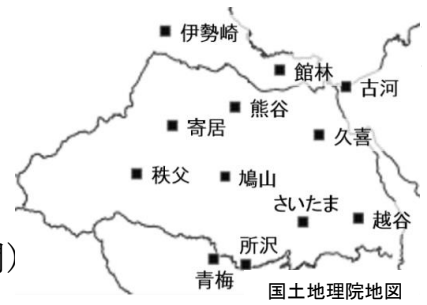 伊勢崎
館林
古河
熊谷
寄居
久喜
秩父
鳩山
さいたま
越谷
所沢
青梅
国土地理院地図